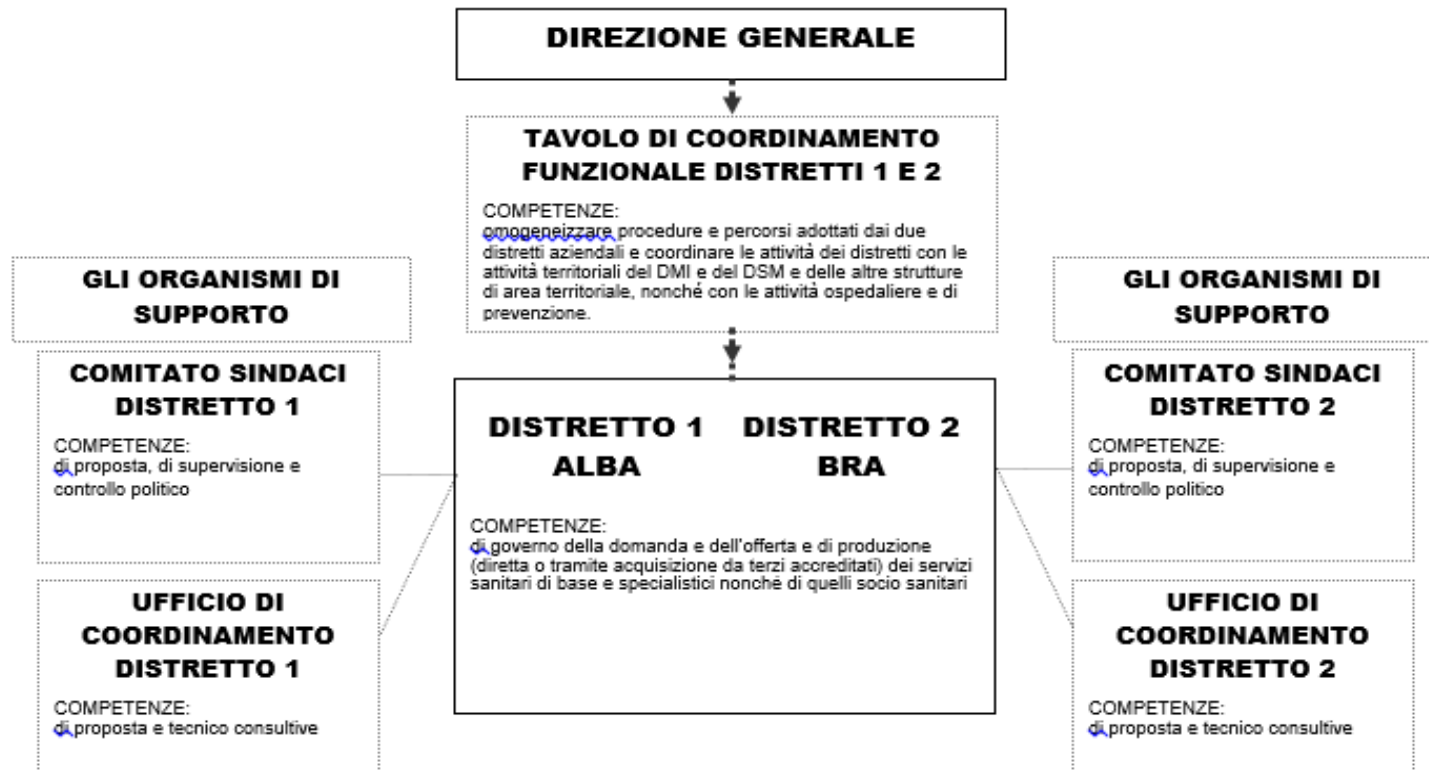 DIREZIONE GENERALE
TAVOLO DI COORDINAMENTO
FUNZIONALE DISTRETTI 1 E 2
COMPETENZE:
omogeneizzare procedure e percorsi adottati dai due
distretti aziendali e coordinare le attività dei distretti con le
attività territoriali del DMI e del DSM e delle altre strutture
di area territoriale, nonché con le attività ospedaliere e di
prevenzione.
GLI ORGANISMI DI
SUPPORTO
COMITATO SINDACI
DISTRETTO 1
COMPETENZE:
di proposta, di supervisione e
controllo politico
UFFICIO DI
COORDINAMENTO
DISTRETTO 1
COMPETENZE:
di proposta e tecnico consultive
DISTRETTO 1 DISTRETTO 2
ALBA BRA
COMPETENZE:
di governo della domanda e dell'offerta e di produzione
(diretta o tramite acquisizione da terzi accreditati) dei servizi
sanitari di base e specialistici nonché di quelli socio sanitari
GLI ORGANISMI DI
SUPPORTO
COMITATO SINDACI
DISTRETTO 2
COMPETENZE:
di proposta, di supervisione e
controllo politico
UFFICIO DI
COORDINAMENTO
DISTRETTO 2
COMPETENZE:
di proposta e tecnico consultive